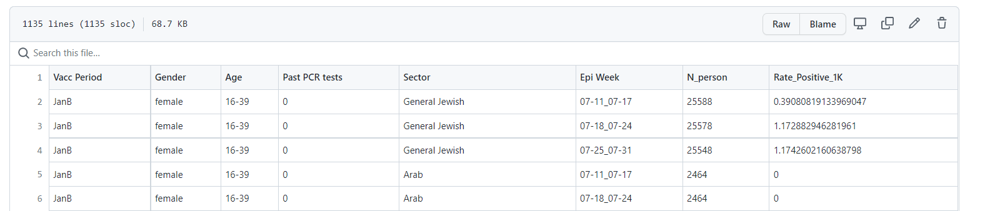 1135 lines (1135 sloc) 68.7 KB Raw Blame
Search this file...
1 Vacc Period Gender Age Past PCR tests Sector Epi Week N_person Rate_Positive_1K
2 JanB female 16-39 0 General Jewish 07-11_07-17 25588 0.39080819133969047
3 JanB female 16-39 0 General Jewish 07-18_07-24 25578 1.172882946281961
4 JanB female 16-39 0 General Jewish 07-25_07-31 25548 1.1742602160638798
5 JanB female 16-39 0 Arab 07-11_07-17 2464 0
6 JanB female 16-39 0 Arab 07-18_07-24 2464 0